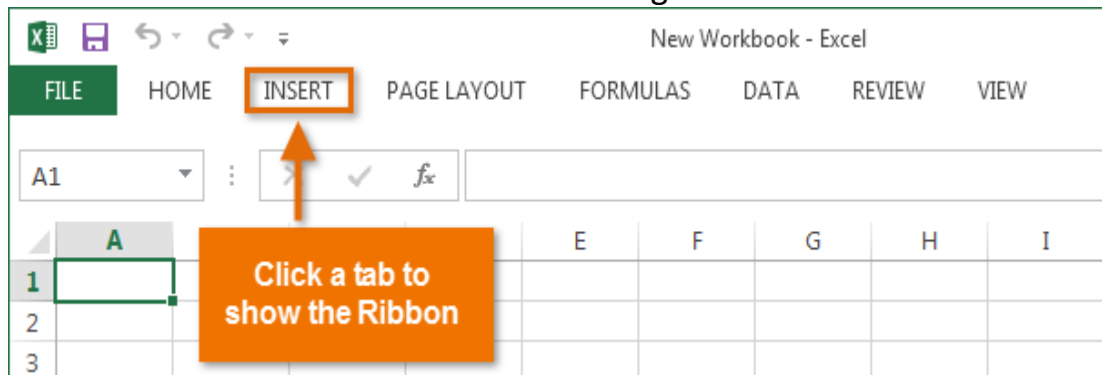 New Workbook - Excel
FILE HOME INSERT PAGE LAYOUT FORMULAS DATA REVIEW VIEW
A1 fx
A E F G H I
Click a tab to
show the Ribbon
1
2
3